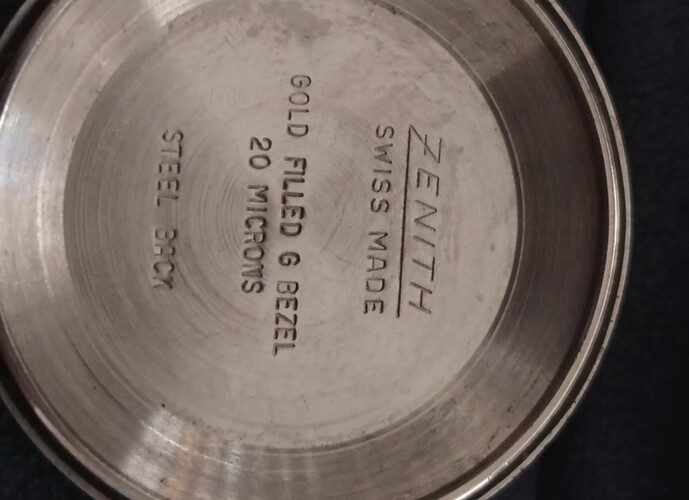 ZENITH
SWISS MADE
GOLD FILLED G BEZEL
20 MICRONS
STEEL BACK